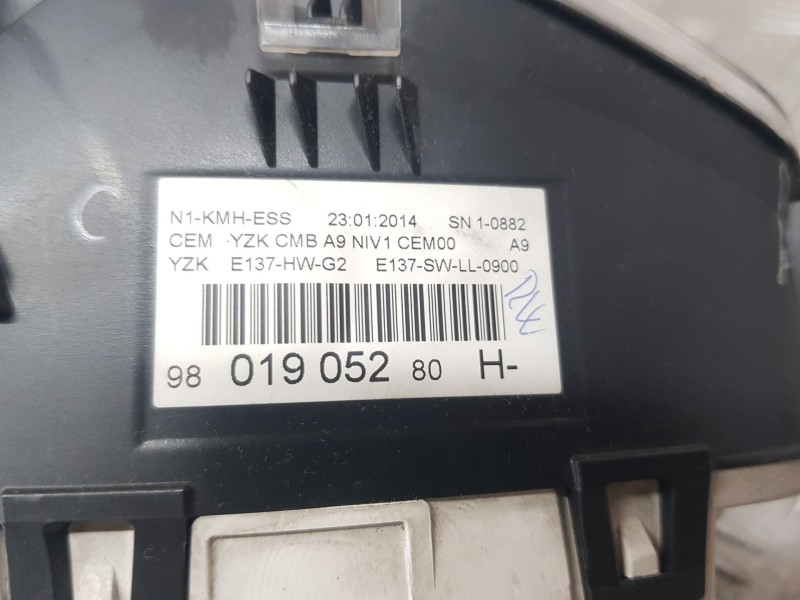 N1-KMH-ESS 23:01:2014 SN 1-0882
CEM -YZK CMB A9 NIV1 CEM00 A9
YZK E137-HW-G2 E137-SW-LL-0900
98 019 052 80 H-